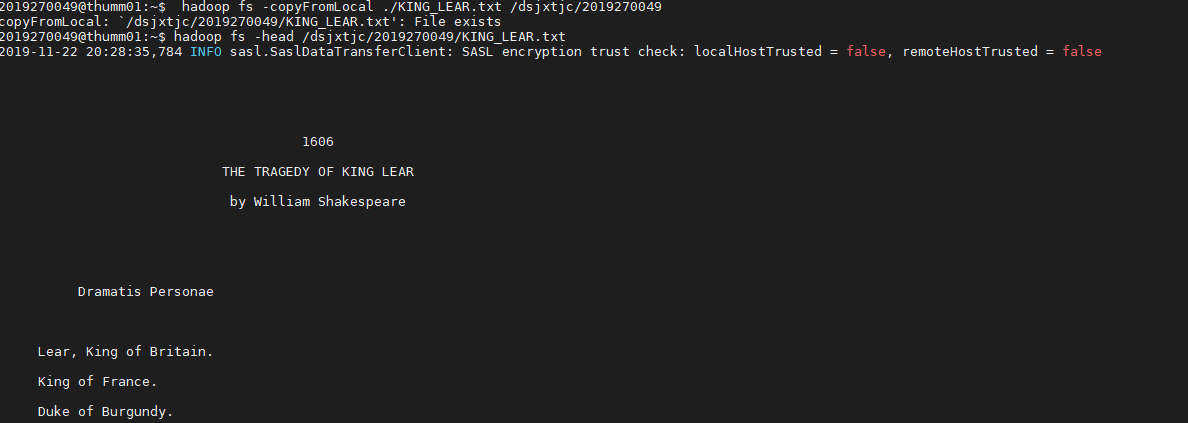 2019270049@thumm01:~$  hadoop fs -copyFromLocal ./KING_LEAR.txt /dsjxtjc/2019270049
copyFromLocal: `/dsjxtjc/2019270049/KING_LEAR.txt': File exists
2019270049@thumm01:~$ hadoop fs -head /dsjxtjc/2019270049/KING_LEAR.txt
2019-11-22 20:28:35,784 INFO sasl.SaslDataTransferClient: SASL encryption trust check: localHostTrusted = false, remoteHostTrusted = false
1606
THE TRAGEDY OF KING LEAR
by William Shakespeare
Dramatis Personae
Lear, King of Britain.
King of France.
Duke of Burgundy.